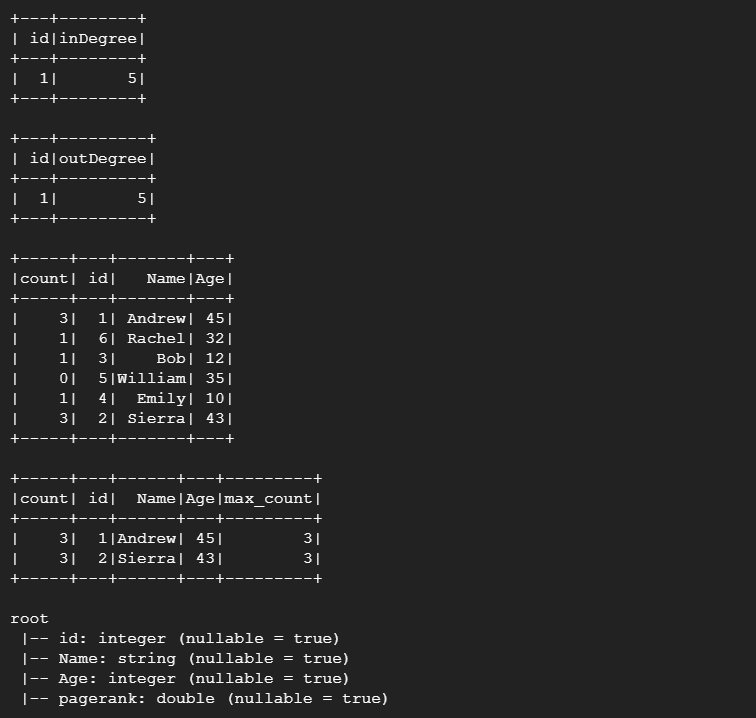 +---+--------+
| id|inDegree|
+---+--------+
|  1|       5|
+---+--------+

+---+---------+
| id|outDegree|
+---+---------+
|  1|        5|
+---+---------+

+-----+---+-------+---+
|count| id|   Name|Age|
+-----+---+-------+---+
|    3|  1| Andrew| 45|
|    1|  6| Rachel| 32|
|    1|  3|    Bob| 12|
|    0|  5|William| 35|
|    1|  4|  Emily| 10|
|    3|  2| Sierra| 43|
+-----+---+-------+---+

+-----+---+------+---+---------+
|count| id|  Name|Age|max_count|
+-----+---+------+---+---------+
|    3|  1|Andrew| 45|        3|
|    3|  2|Sierra| 43|        3|
+-----+---+------+---+---------+

root
 |-- id: integer (nullable = true)
 |-- Name: string (nullable = true)
 |-- Age: integer (nullable = true)
 |-- pagerank: double (nullable = true)